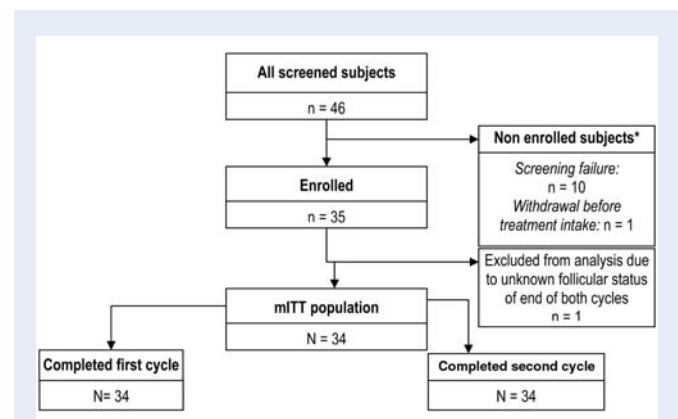 All screened subjects
n = 46
Non enrolled subjects*
Screening failure:
n = 10
Withdrawal before
treatment intake: n = 1
Enrolled
n = 35
Excluded from analysis due
to unknown follicular status
of end of both cycles
n = 1
mITT population
N = 34
Completed first cycle
N= 34
Completed second cycle
N = 34